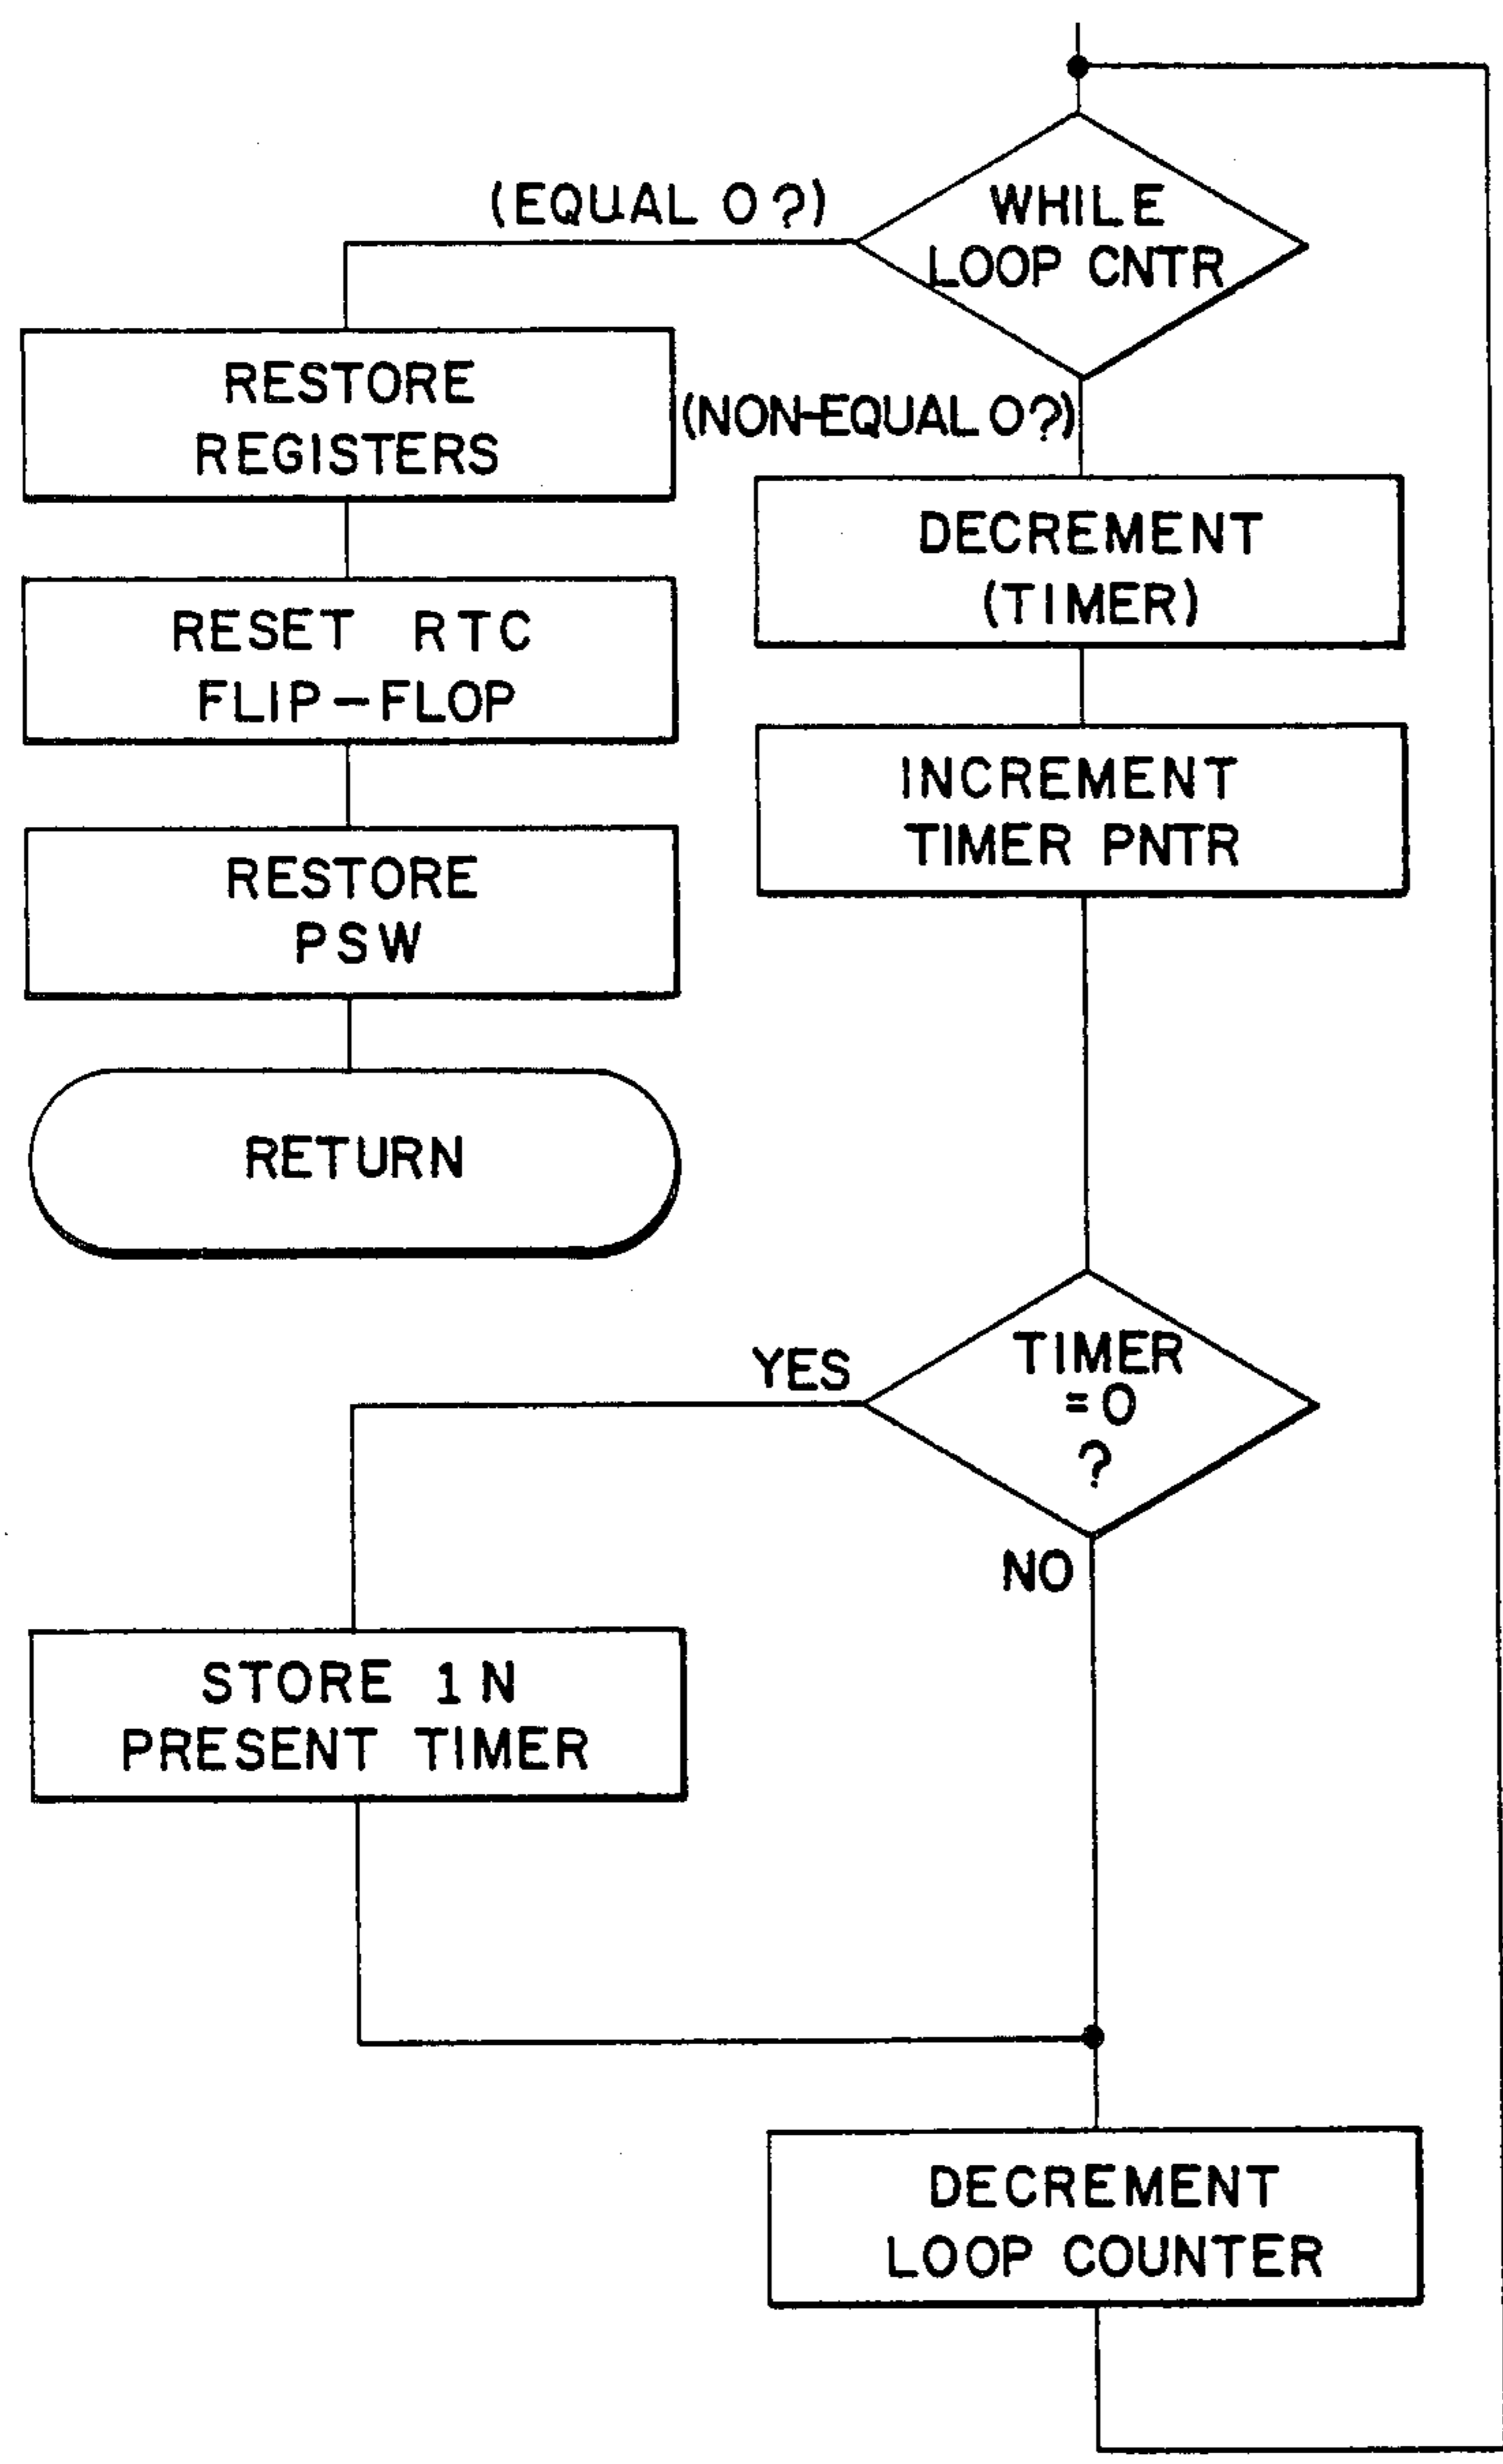 WHILE
LOOP CNTR
(EQUAL 0?)
RESTORE
REGISTERS
(NON-EQUAL 0?)
DECREMENT
(TIMER)
RESET RTC
FLIP-FLOP
INCREMENT
TIMER PNTR
RESTORE
PSW
RETURN
TIMER
=0
?
YES
NO
STORE 1N
PRESENT TIMER
DECREMENT
LOOP COUNTER